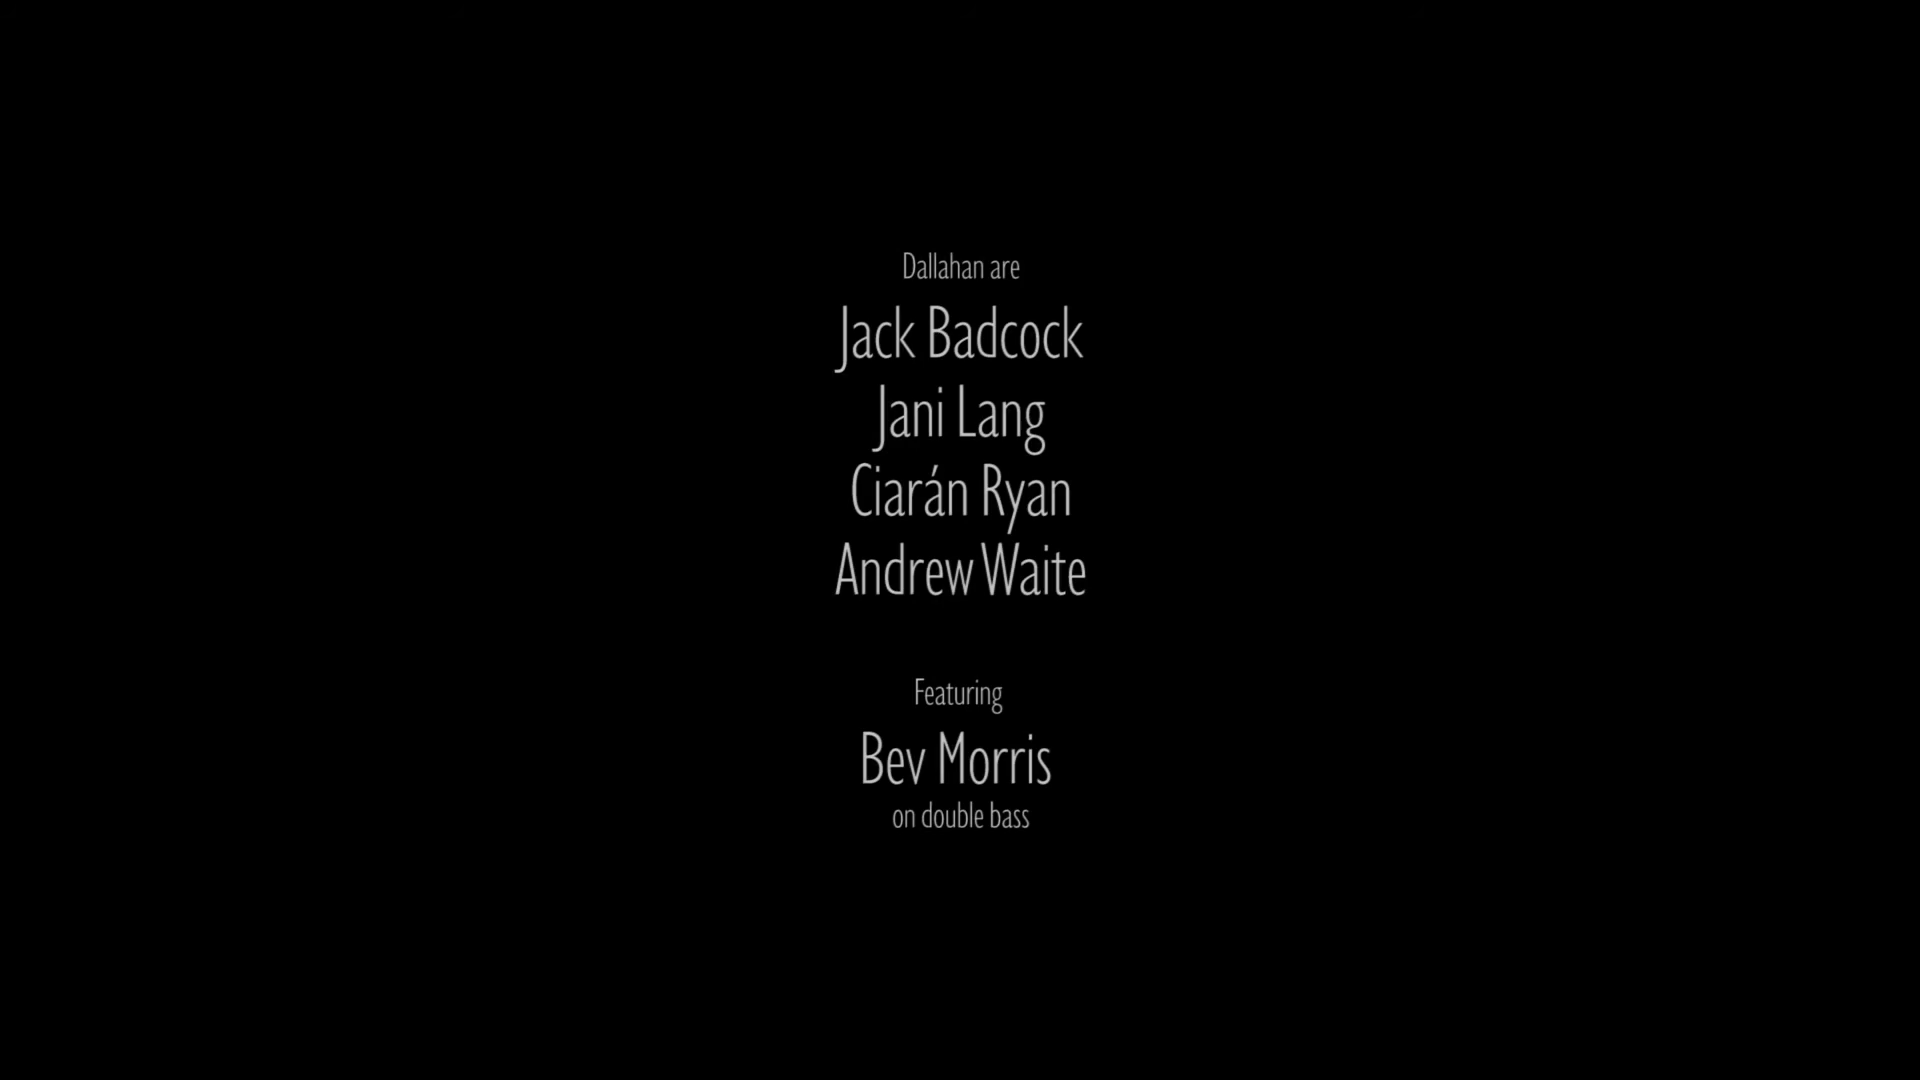 Dallahan are
Jack Badcock
Jani Lang
Ciarán Ryan
Andrew Waite
Featuring
Bev Morris
on double bass